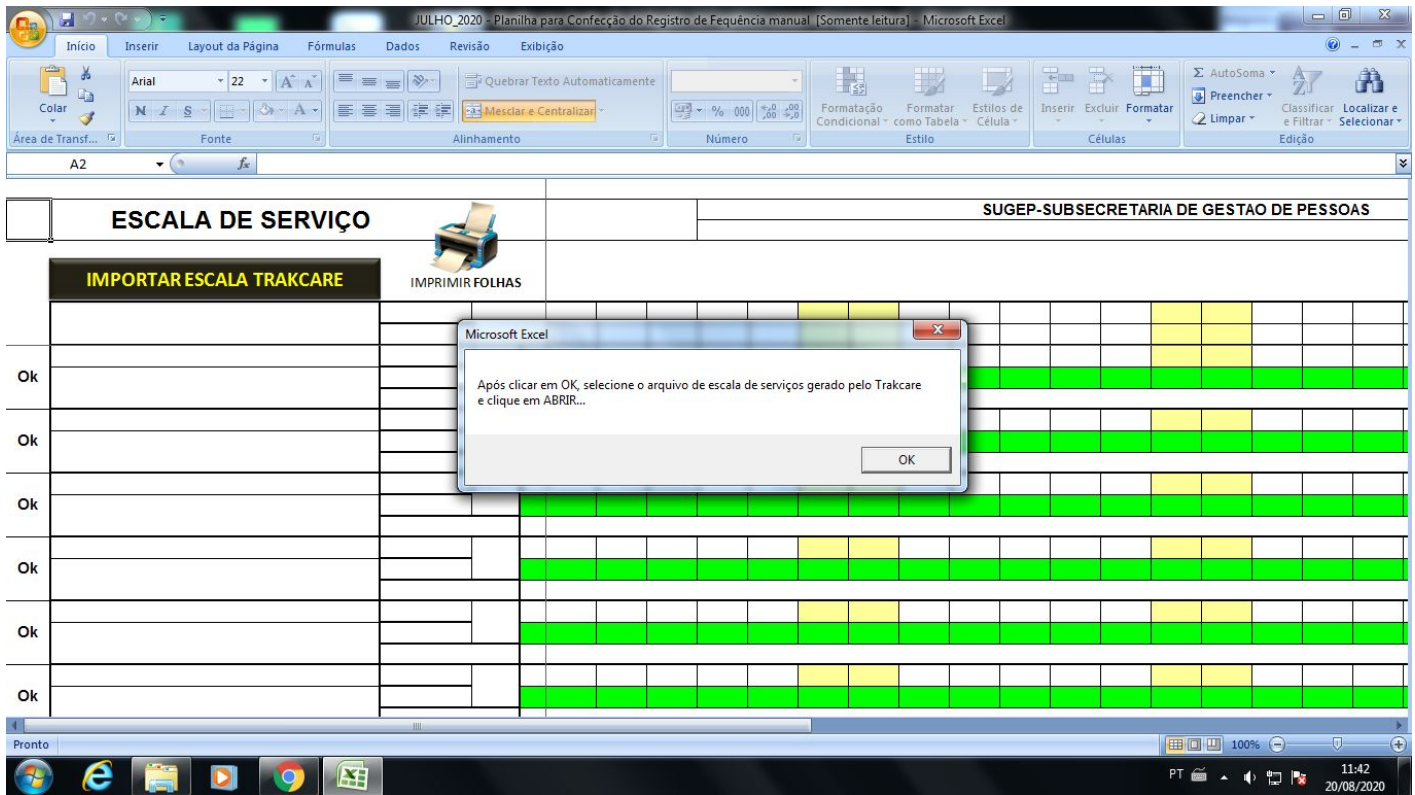 JULHO_2020 - Planilha para Confecção do Registro de Fequência manual [Somente leitura] - Microsoft Excel
Início Inserir Layout da Página Fórmulas Dados Revisão Exibição
Colar
Área de Transf...
Arial 22
N I S
Fonte
Quebrar Texto Automaticamente
Mesclar e Centralizar
Alinhamento
% 000
Número
Formatação Condicional
Formatar como Tabela
Estilos de Célula
Estilo
Inserir Excluir Formatar
Células
AutoSoma
Preencher
Limpar
Classificar e Filtrar
Localizar e Selecionar
Edição
A2 fx
ESCALA DE SERVIÇO
SUGEP-SUBSECRETARIA DE GESTAO DE PESSOAS
IMPORTAR ESCALA TRAKCARE
IMPRIMIR FOLHAS
Microsoft Excel
Após clicar em OK, selecione o arquivo de escala de serviços gerado pelo Trakcare
e clique em ABRIR...
OK
Ok
Ok
Ok
Ok
Ok
Ok
Pronto
100%
PT
11:42
20/08/2020